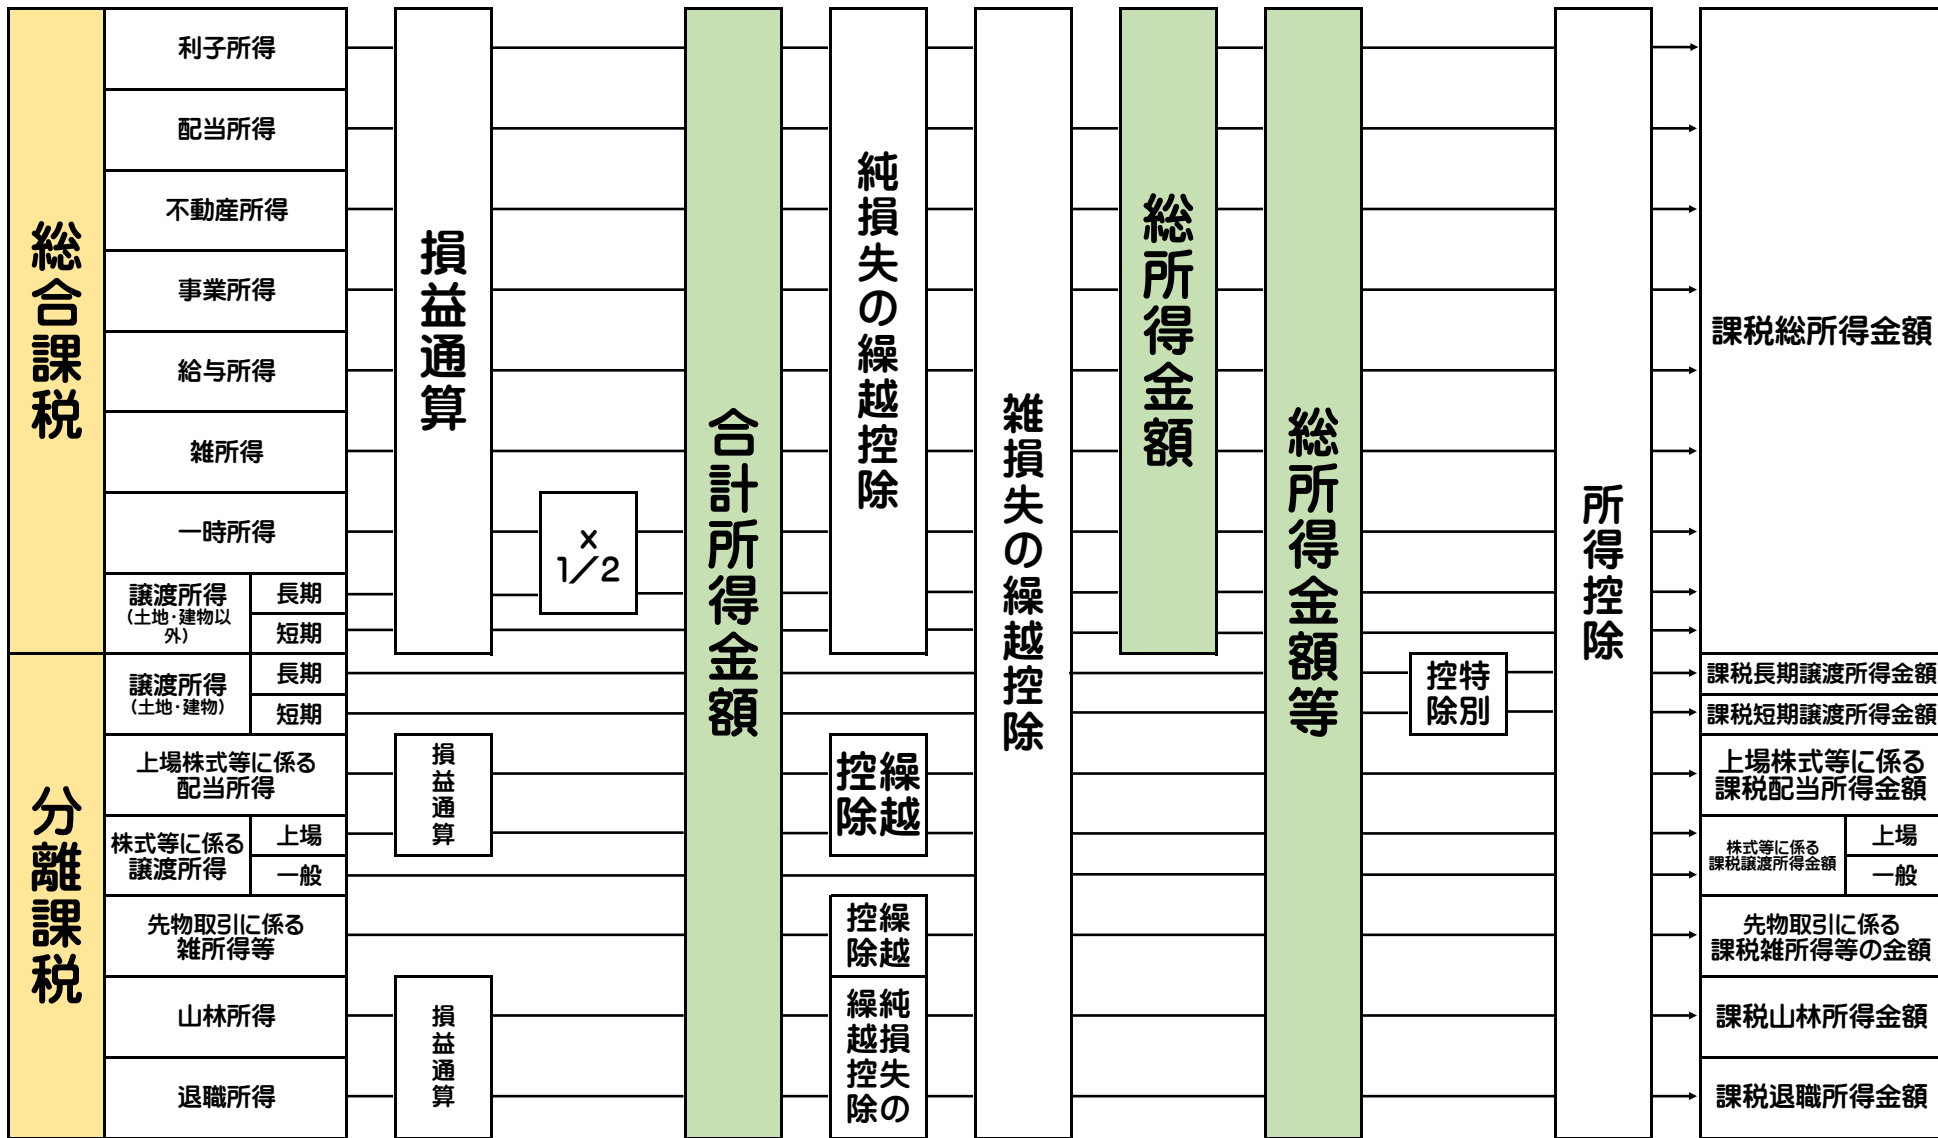 総合課税
利子所得
配当所得
不動産所得
事業所得
給与所得
雑所得
一時所得
譲渡所得
(土地・建物以
外)
長期
短期
分離課税
譲渡所得
(土地・建物)
長期
短期
上場株式等に係る
配当所得
株式等に係る
譲渡所得
上場
一般
先物取引に係る
雑所得等
山林所得
退職所得
損益通算
損益通算
損益通算
x
1/2
合計所得金額
純損失の繰越控除
繰越
控除
繰越
控除
純損失の
繰越控除
雑損失の繰越控除
総所得金額
総所得金額等
特別
控除
所得控除
課税総所得金額
課税長期譲渡所得金額
課税短期譲渡所得金額
上場株式等に係る
課税配当所得金額
株式等に係る
課税譲渡所得金額
上場
一般
先物取引に係る
課税雑所得等の金額
課税山林所得金額
課税退職所得金額